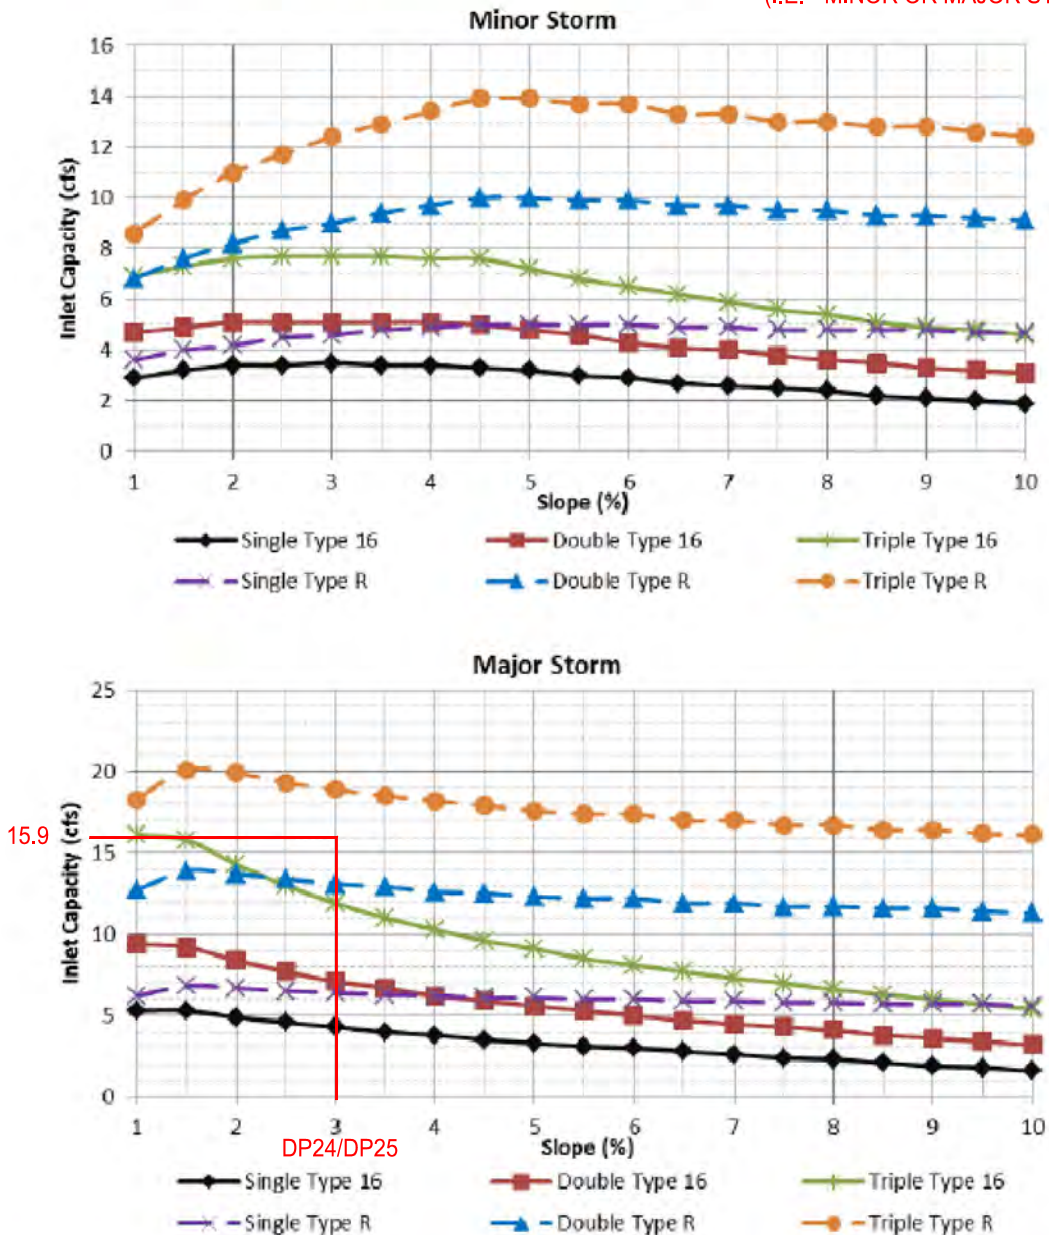 Minor Storm
16
14
12
10
8
6
4
2
0
Inlet Capacity (cfs)
1 2 3 4 5 6 7 8 9 10
Slope (%)
Single Type 16 Double Type 16 Triple Type 16
Single Type R Double Type R Triple Type R
Major Storm
25
20
15.9
15
10
5
0
Inlet Capacity (cfs)
1 2 3 4 5 6 7 8 9 10
DP24/DP25
Slope (%)
Single Type 16 Double Type 16 Triple Type 16
Single Type R Double Type R Triple Type R